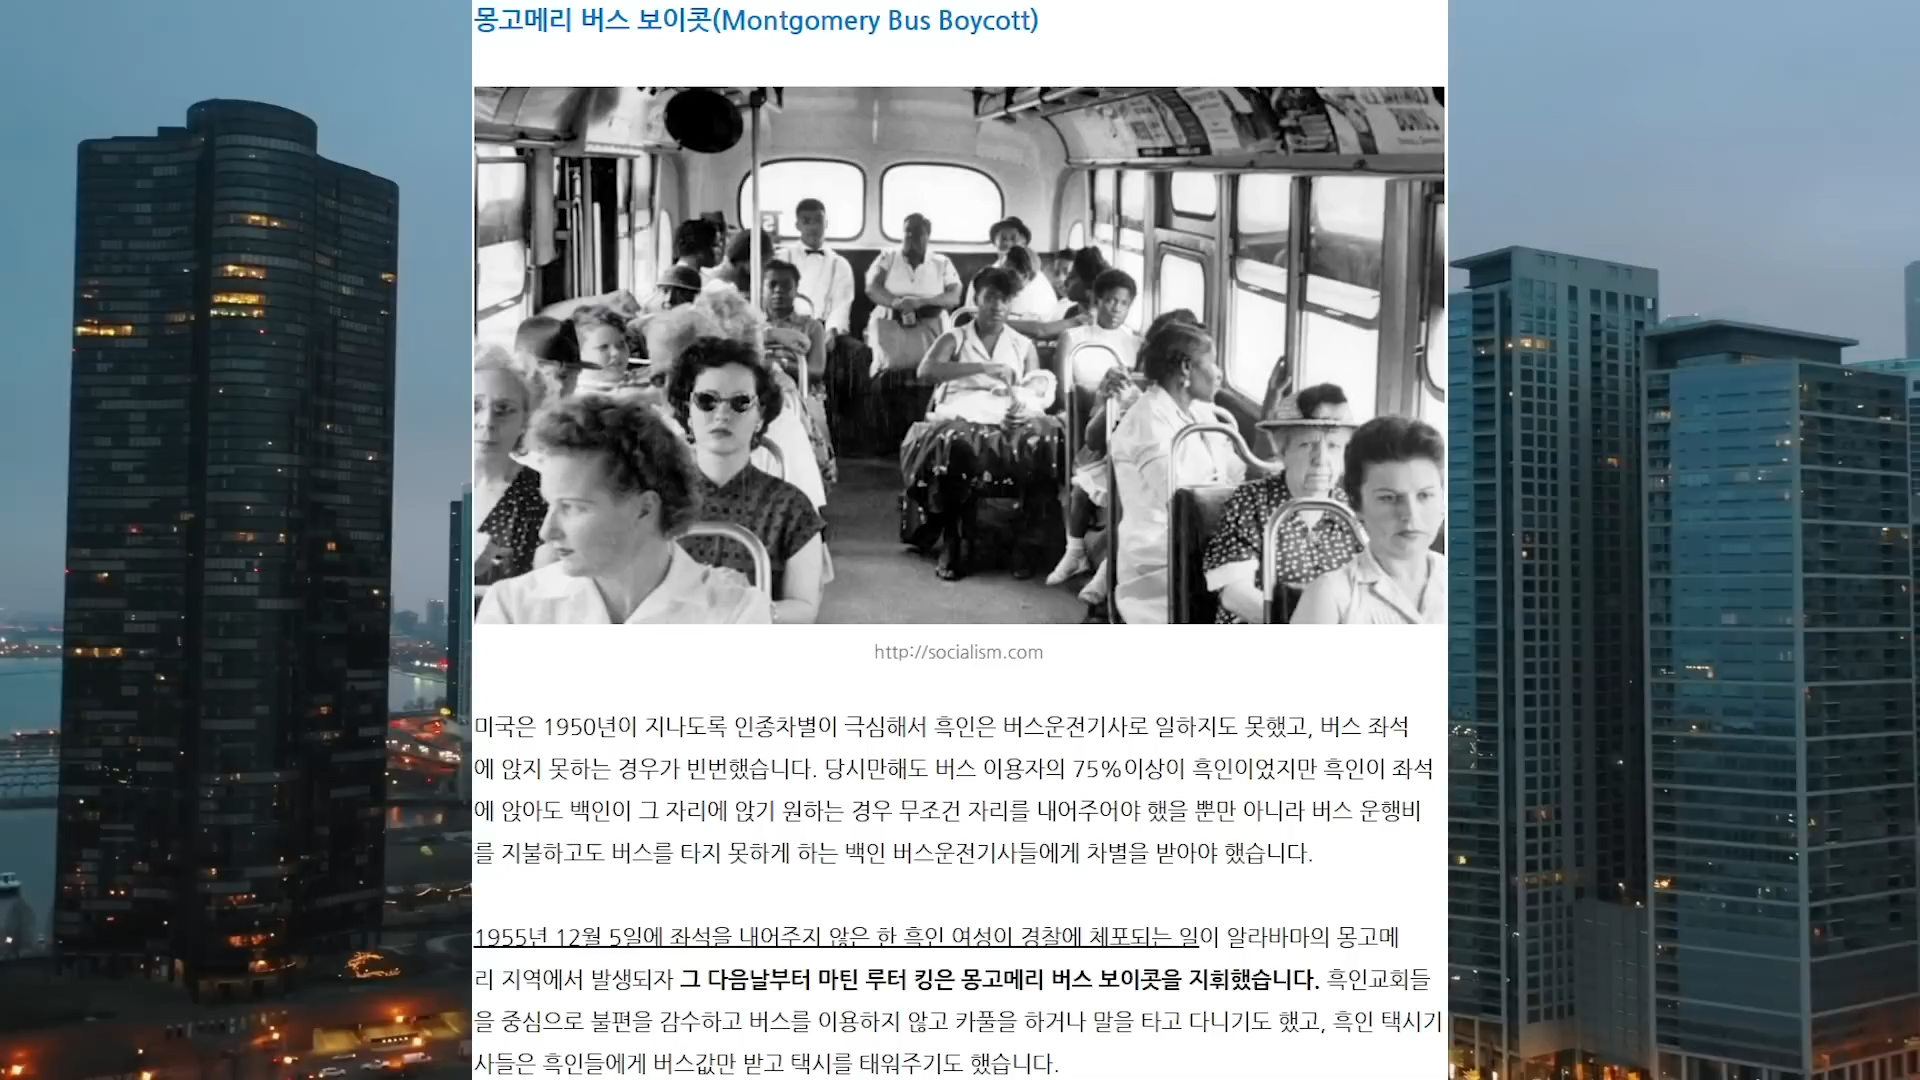 몽고메리 버스 보이콧(Montgomery Bus Boycott)
http://socialism.com
미국은 1950년이 지나도록 인종차별이 극심해서 흑인은 버스운전기사로 일하지도 못했고, 버스 좌석
에 앉지 못하는 경우가 빈번했습니다. 당시만해도 버스 이용자의 75%이상이 흑인이었지만 흑인이 좌석
에 앉아도 백인이 그 자리에 앉기 원하는 경우 무조건 자리를 내어주어야 했을 뿐만 아니라 버스 운행비
를 지불하고도 버스를 타지 못하게 하는 백인 버스운전기사들에게 차별을 받아야 했습니다.
1955년 12월 5일에 좌석을 내어주지 않은 한 흑인 여성이 경찰에 체포되는 일이 알라바마의 몽고메
리 지역에서 발생되자 그 다음날부터 마틴 루터 킹은 몽고메리 버스 보이콧을 지휘했습니다. 흑인교회들
을 중심으로 불편을 감수하고 버스를 이용하지 않고 카풀을 하거나 말을 타고 다니기도 했고, 흑인 택시기
사들은 흑인들에게 버스값만 받고 택시를 태워주기도 했습니다.